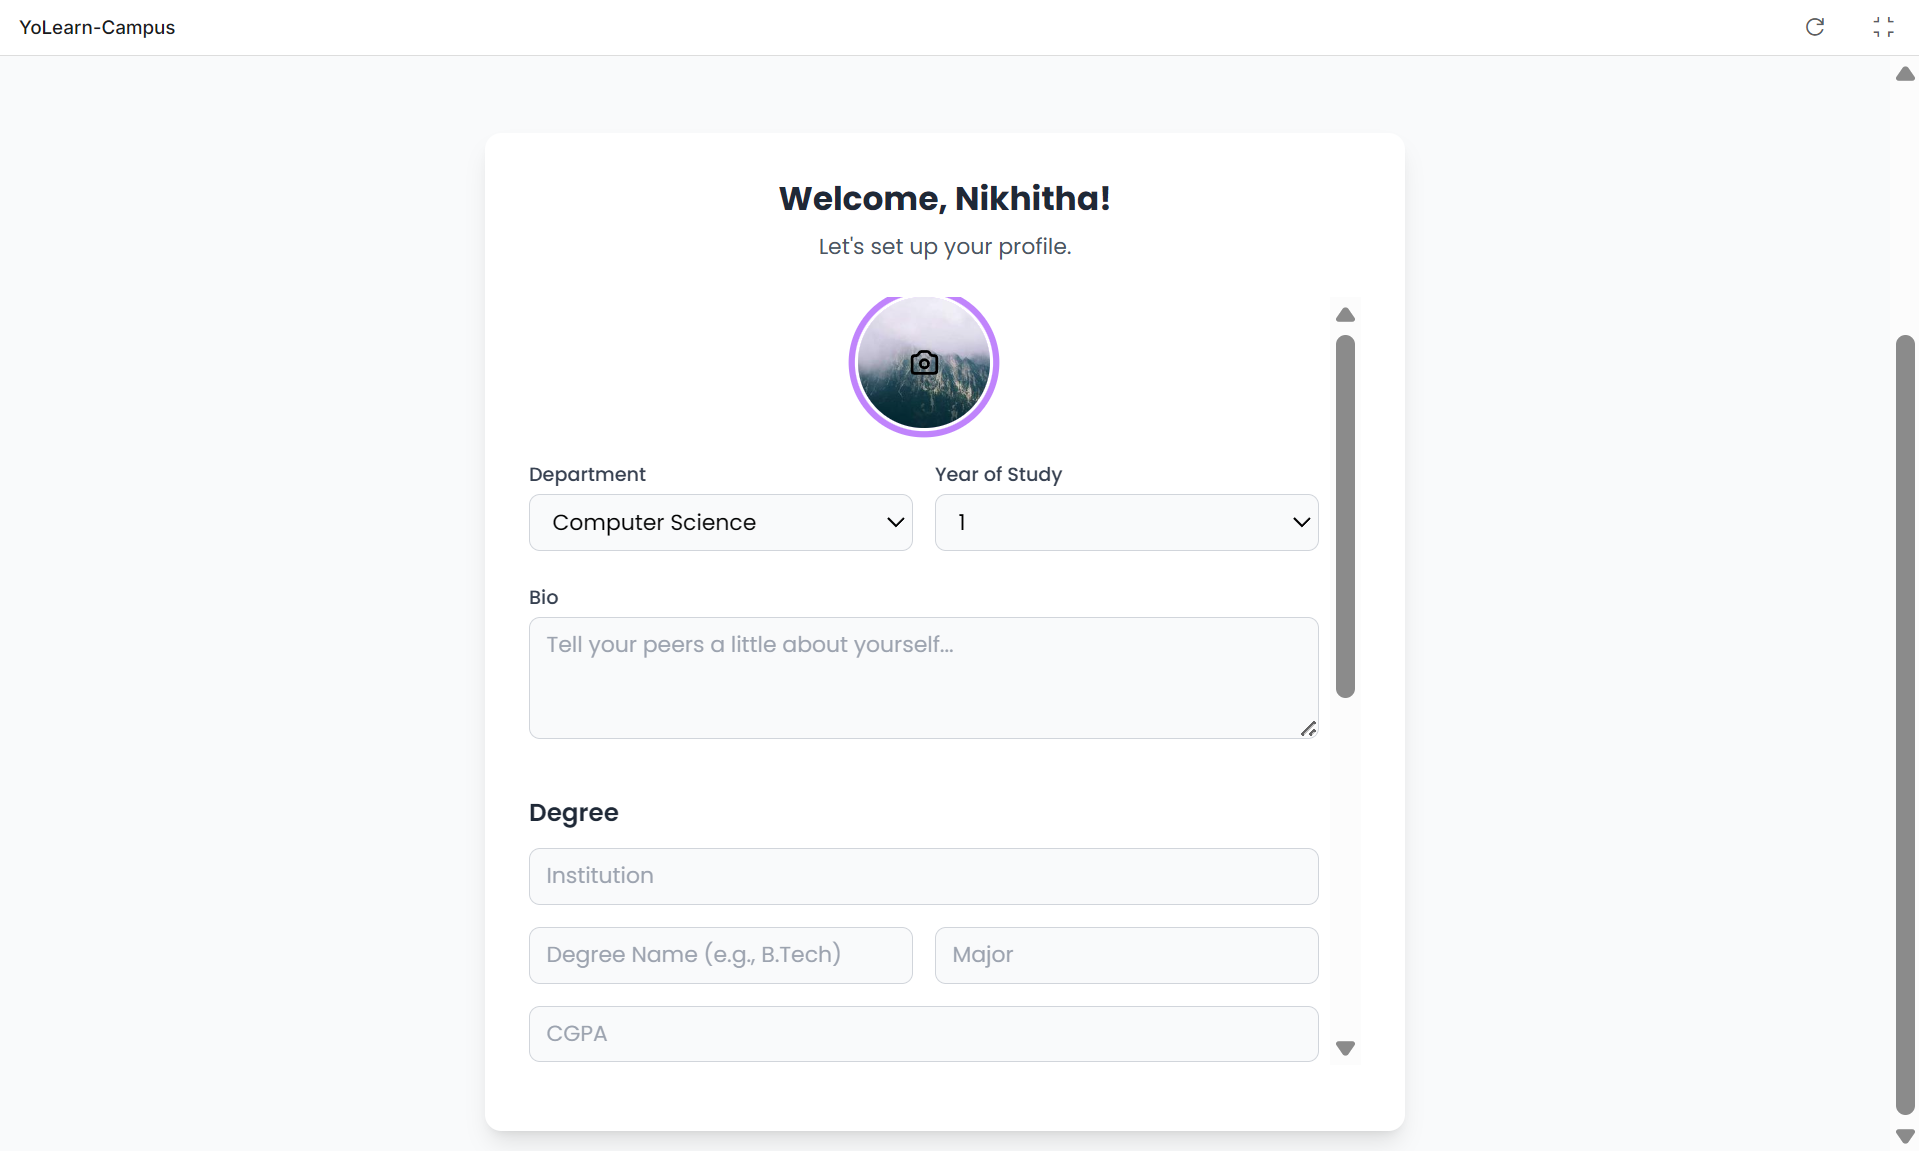 YoLearn-Campus
Welcome, Nikhitha!
Let's set up your profile.
Department
Year of Study
Computer Science
1
Bio
Tell your peers a little about yourself...
Degree
Institution
Degree Name (e.g., B.Tech)
Major
CGPA